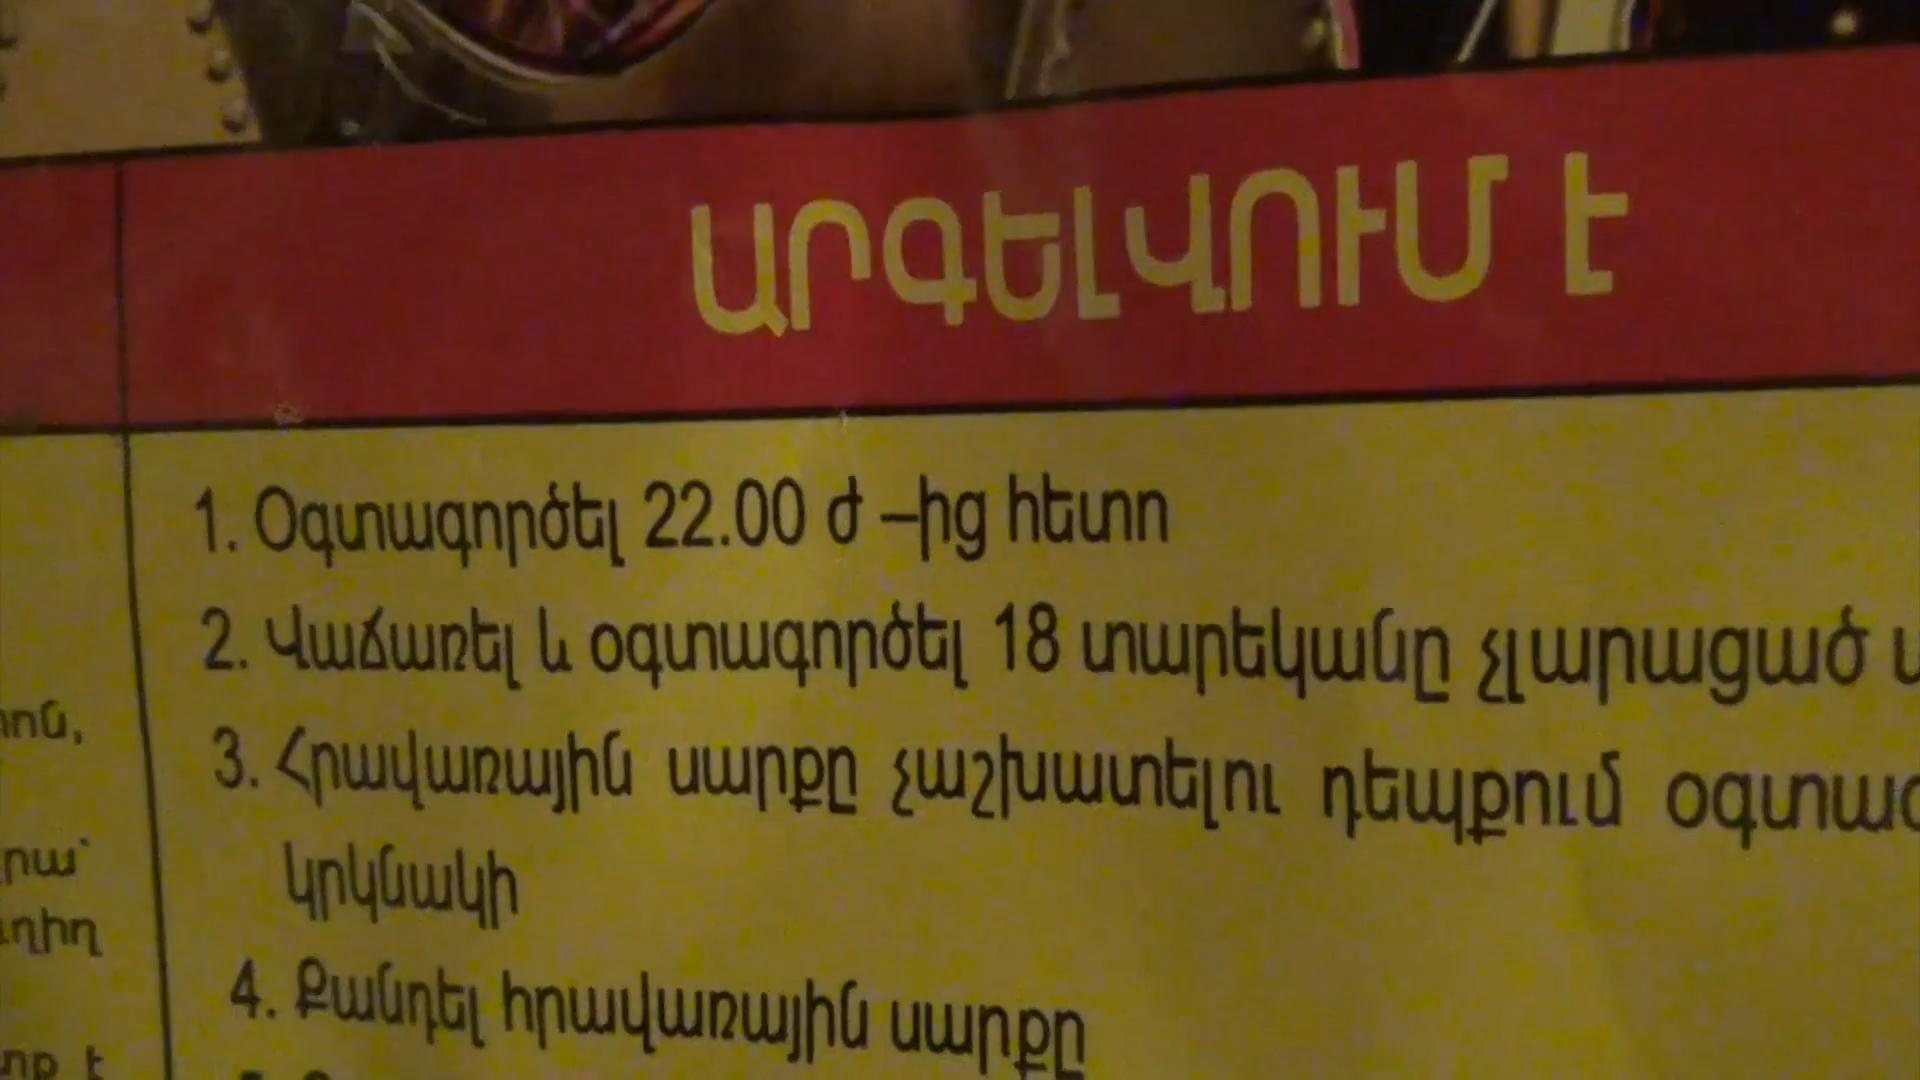 ԱՐԳԵԼՎՈՒՄ Է
1. Օգտագործել 22.00 ժ –ից հետո
2. Վաճառել և օգտագործել 18 տարեկանը չլարացած
3. Հրավառային սարքը չաշխատելու դեպքում
կրկնակի
4. Քանդել հրավառային սարքը